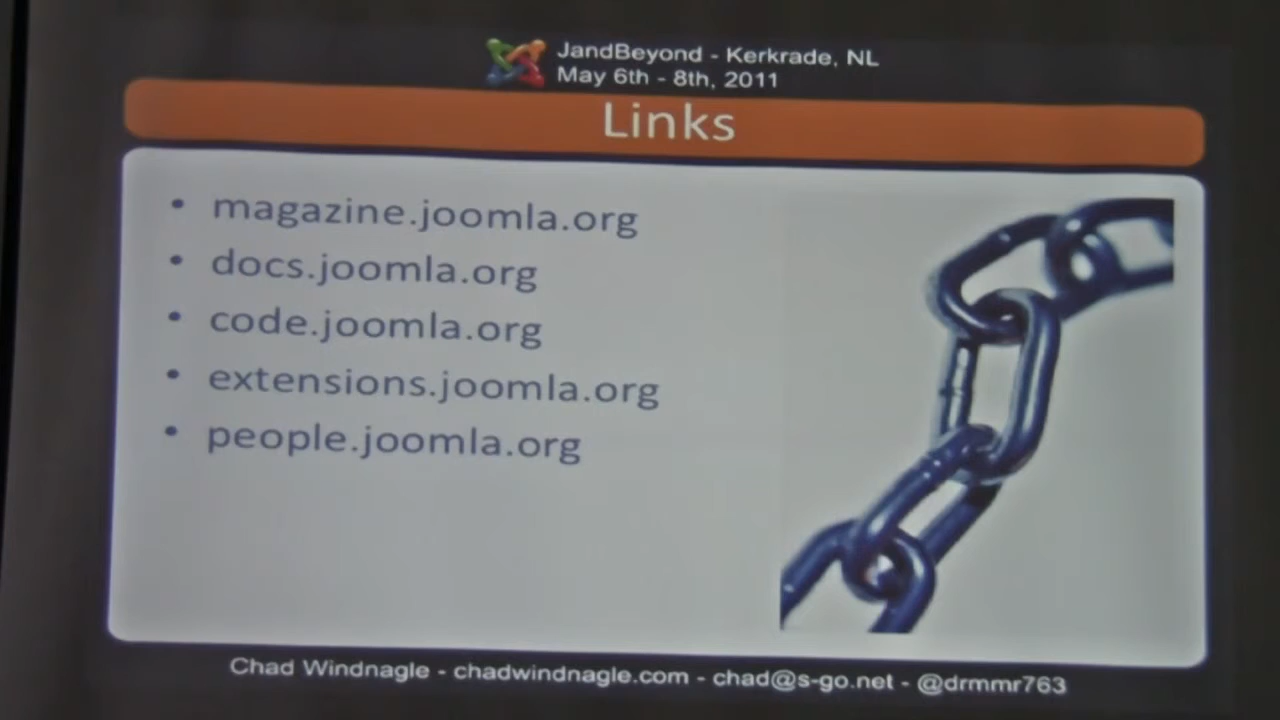 JandBeyond - Kerkrade, NL
May 6th - 8th, 2011
Links
• magazine.joomla.org
• docs.joomla.org
• code.joomla.org
• extensions.joomla.org
• people.joomla.org
Chad Windnagle - chadwindnagle.com - chad@s-go.net - @drmmr763